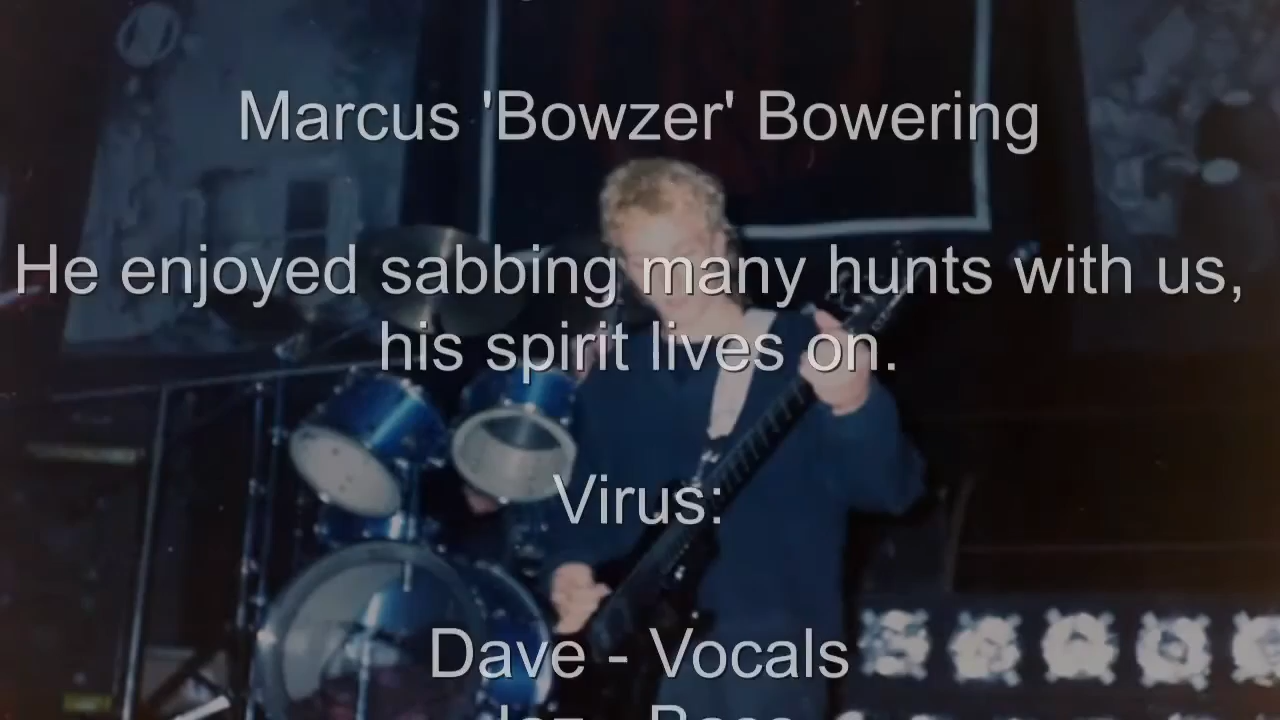 Marcus 'Bowzer' Bowering
He enjoyed sabbing many hunts with us,
his spirit lives on.
Virus:
Dave - Vocals